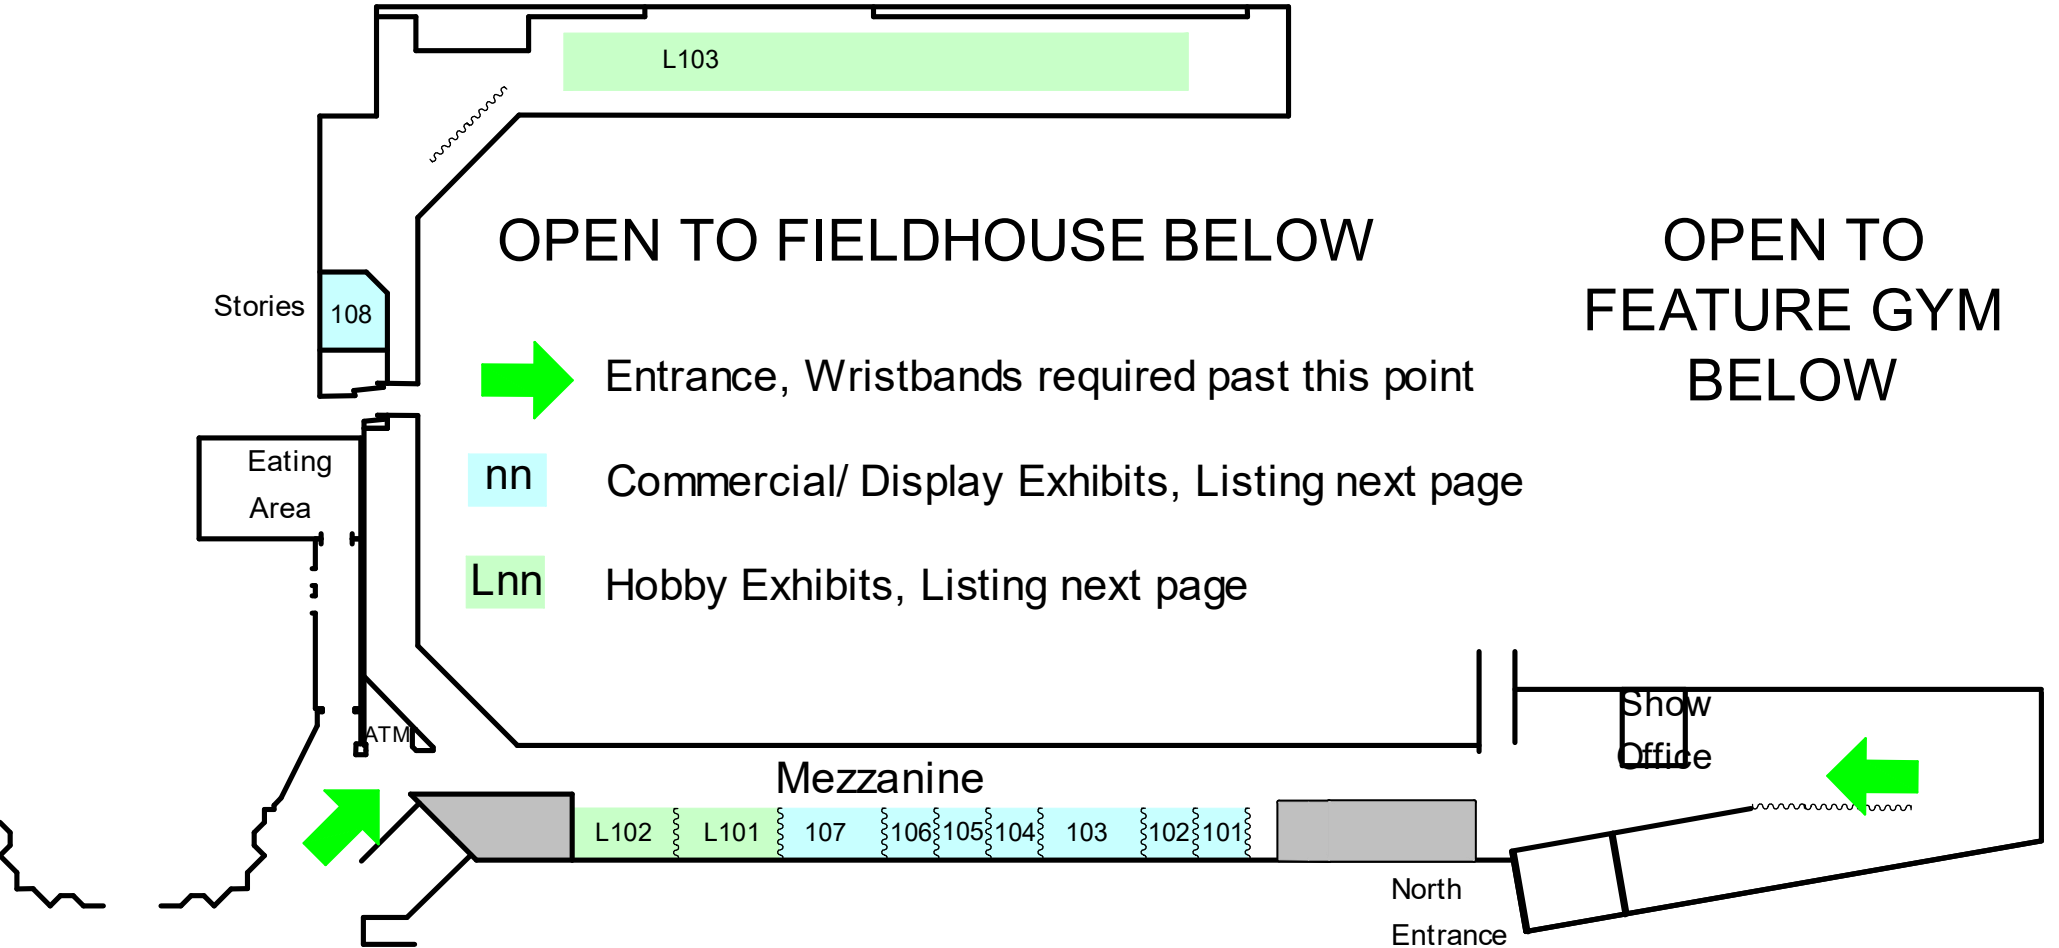 L103
OPEN TO FIELDHOUSE BELOW
OPEN TO
FEATURE GYM
BELOW
Stories
108
Entrance, Wristbands required past this point
Eating
Area
nn
Commercial/ Display Exhibits, Listing next page
Lnn
Hobby Exhibits, Listing next page
Show
Office
ATM
Mezzanine
L102
L101
107
106
105
104
103
102
101
North
Entrance